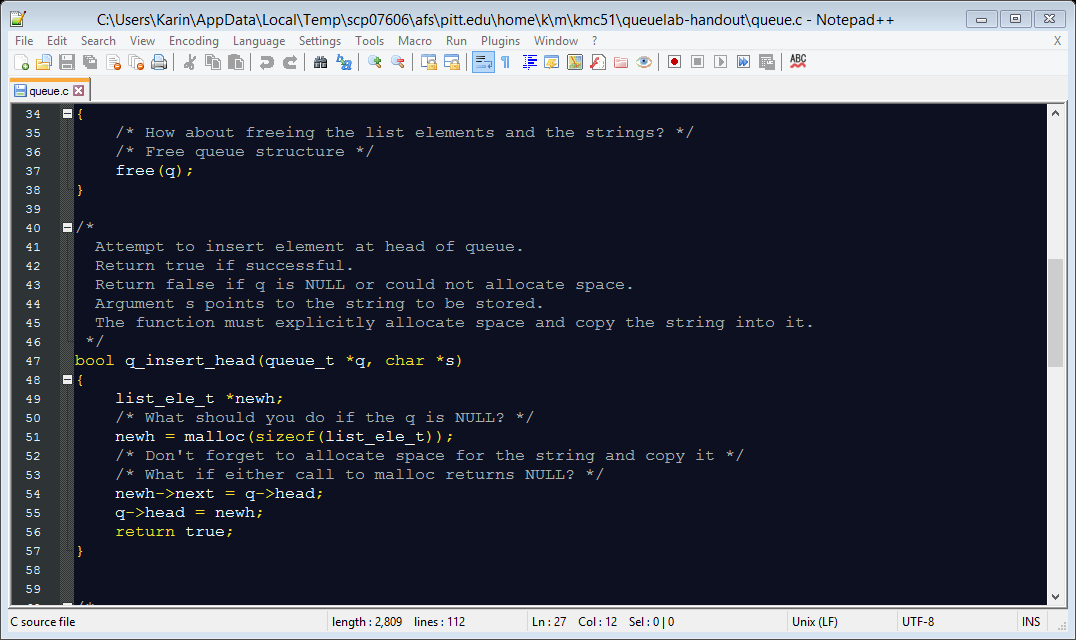 C:\Users\Karin\AppData\Local\Temp\scp07606\afs\pitt.edu\home\k\m\kmc51\queuelab-handout\queue.c - Notepad++
File Edit Search View Encoding Language Settings Tools Macro Run Plugins Window ? X
ABC
queue.c
34 {
35 /* How about freeing the list elements and the strings? */
36 /* Free queue structure */
37 free(q);
38 }
39
40 /*
41 Attempt to insert element at head of queue.
42 Return true if successful.
43 Return false if q is NULL or could not allocate space.
44 Argument s points to the string to be stored.
45 The function must explicitly allocate space and copy the string into it.
46 */
47 bool q_insert_head(queue_t *q, char *s)
48 {
49 list_ele_t *newh;
50 /* What should you do if the q is NULL? */
51 newh = malloc(sizeof(list_ele_t));
52 /* Don't forget to allocate space for the string and copy it */
53 /* What if either call to malloc returns NULL? */
54 newh->next = q->head;
55 q->head = newh;
56 return true;
57 }
58
59
C source file length : 2,809 lines : 112 Ln : 27 Col : 12 Sel : 0 | 0 Unix (LF) UTF-8 INS